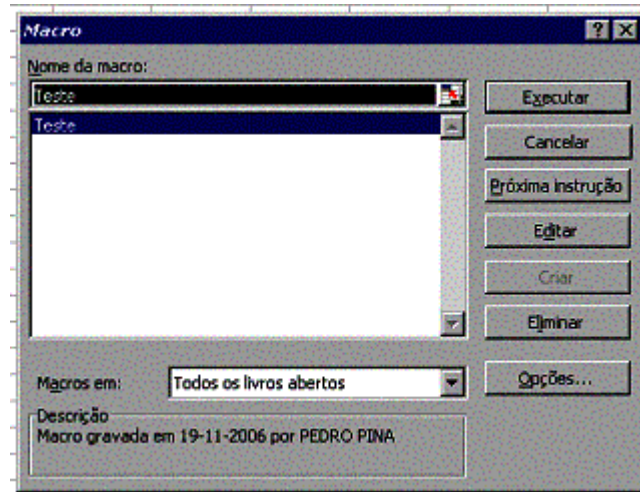 Macro
Nome da macro:
Teste
Teste
Executar
Cancelar
Próxima instrução
Editar
Criar
Eliminar
Macros em:
Todos os livros abertos
Opções...
Descrição
Macro gravada em 19-11-2006 por PEDRO PINA